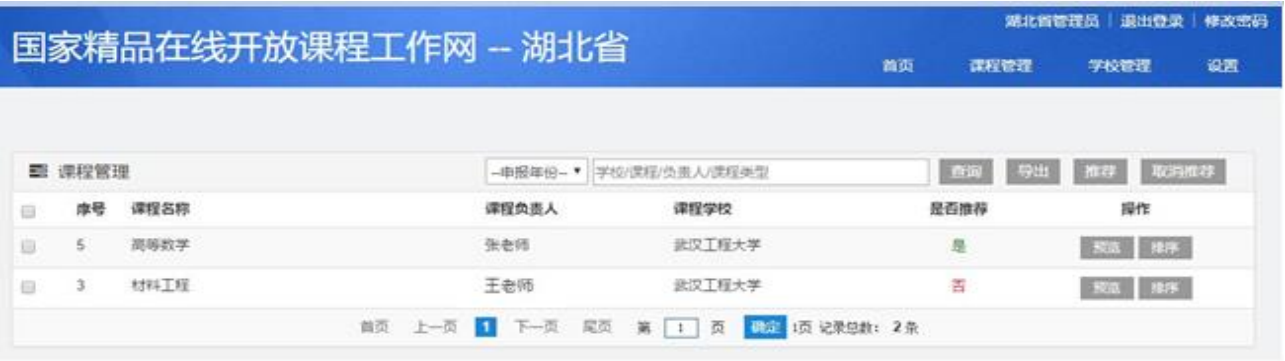 湖北省管理员 | 退出登录 | 修改密码
国家精品在线开放课程工作网 -- 湖北省
首页 课程管理 学校管理 设置
课程管理 --申报年份-- 学校/课程/负责人/课程类型 查询 导出 推荐 取消推荐
序号 课程名称 课程负责人 课程学校 是否推荐 操作
5 高等数学 张老师 武汉工程大学 是 预览 排序
3 材料工程 王老师 武汉工程大学 否 预览 排序
首页 上一页 1 下一页 尾页 第 1 页 确定 1页 记录总数： 2 条